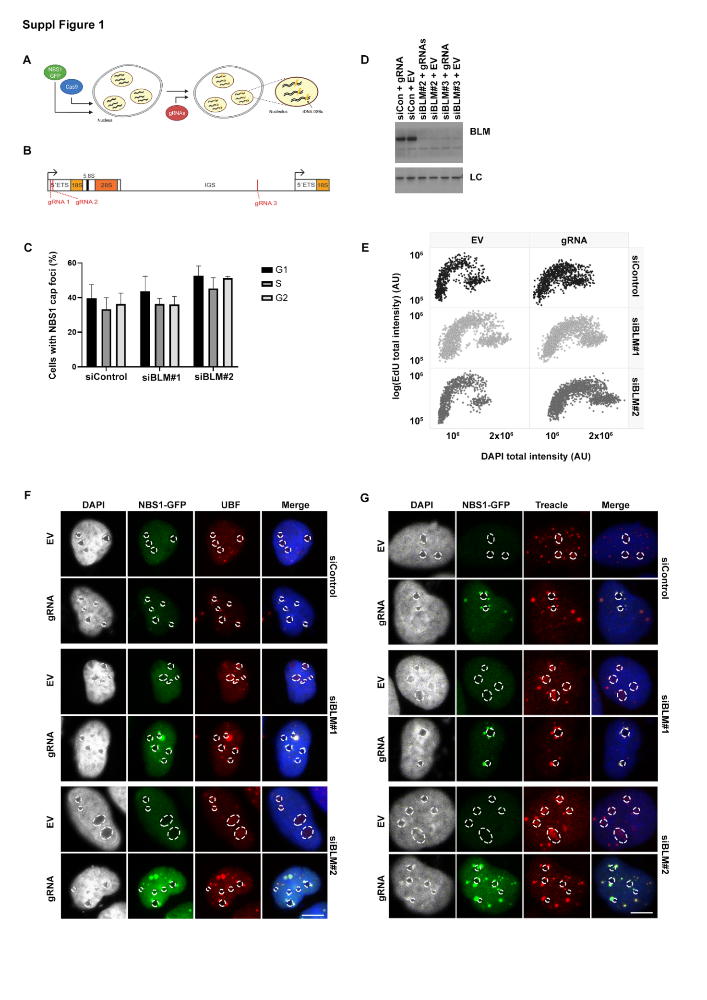 Suppl Figure 1
A
NBS1
GFP
Cas9
Nucleus
gRNAs
Nucleolus
rDNA DSBs
B
5´ETS
18S
5.8S
28S
IGS
5´ETS
18S
gRNA 1
gRNA 2
gRNA 3
C
Cells with NBS1 cap foci (%)
60
40
20
0
siControl
siBLM#1
siBLM#2
G1
S
G2
D
siCon + gRNA
siCon + EV
siBLM#2 + gRNAs
siBLM#2 + EV
siBLM#3 + gRNA
siBLM#3 + EV
BLM
LC
E
EV
gRNA
log(EdU total intensity) (AU)
10⁶
10⁵
siControl
10⁶
10⁵
siBLM#1
10⁶
10⁵
siBLM#2
10⁶
2x10⁶
10⁶
2x10⁶
DAPI total intensity (AU)
F
DAPI
NBS1-GFP
UBF
Merge
EV
gRNA
siControl
EV
gRNA
siBLM#1
EV
gRNA
siBLM#2
G
DAPI
NBS1-GFP
Treacle
Merge
EV
gRNA
siControl
EV
gRNA
siBLM#1
EV
gRNA
siBLM#2